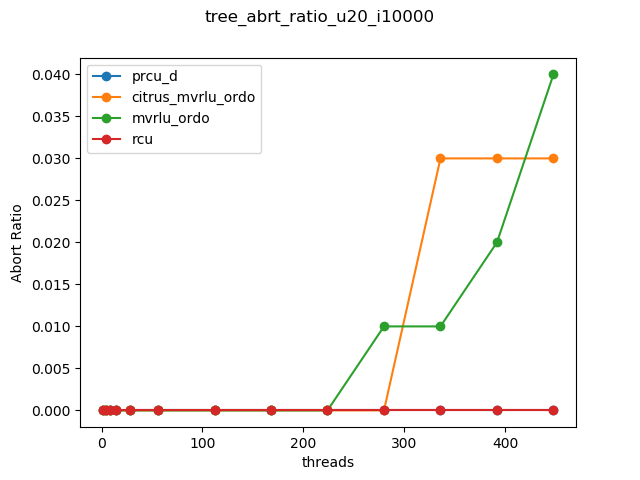 tree_abrt_ratio_u20_i10000
prcu_d
citrus_mvrlu_ordo
mvrlu_ordo
rcu
0.040
0.035
0.030
0.025
0.020
0.015
0.010
0.005
0.000
Abort Ratio
0
100
200
300
400
threads